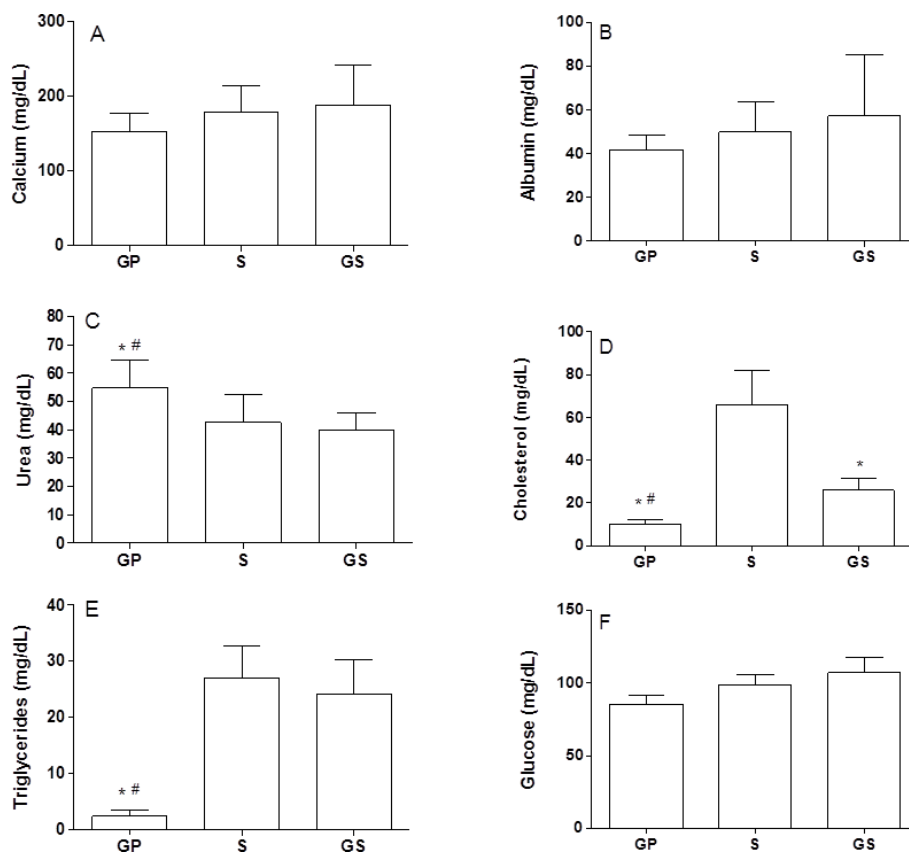 A
Calcium (mg/dL)
300
200
100
0
GP S GS
B
Albumin (mg/dL)
100
80
60
40
20
0
GP S GS
C
Urea (mg/dL)
80
70
60
50
40
30
20
10
0
* #
GP S GS
D
Cholesterol (mg/dL)
100
80
60
40
20
0
* #
*
GP S GS
E
Triglycerides (mg/dL)
40
30
20
10
0
* #
GP S GS
F
Glucose (mg/dL)
150
100
50
0
GP S GS